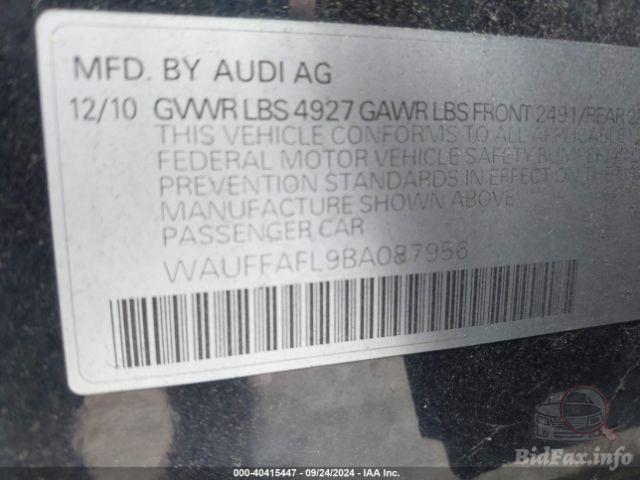 MFD. BY AUDI AG
12/10 GVWR LBS 4927 GAWR LBS FRONT 2491/REAR
THIS VEHICLE CONFORMS TO ALL APPLICABLE
FEDERAL MOTOR VEHICLE SAFETY BUMPER
PREVENTION STANDARDS IN EFFECT ON THE
MANUFACTURE SHOWN ABOVE
PASSENGER CAR
WAUFFAFL9BA087956
000-40415447 - 09/24/2024 - IAA Inc.
BidFax.info